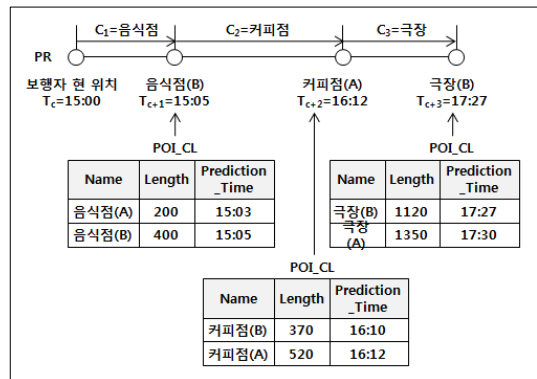 C₁=음식점 C₂=커피점 C₃=극장
PR
보행자 현 위치 음식점(B) 커피점(A) 극장(B)
T_c=15:00 T_c+1=15:05 T_c+2=16:12 T_c+3=17:27
POI_CL POI_CL
Name Length Prediction
_Time
음식점(A) 200 15:03
음식점(B) 400 15:05
Name Length Prediction
_Time
극장(B) 1120 17:27
극장
(A) 1350 17:30
POI_CL
Name Length Prediction
_Time
커피점(B) 370 16:10
커피점(A) 520 16:12